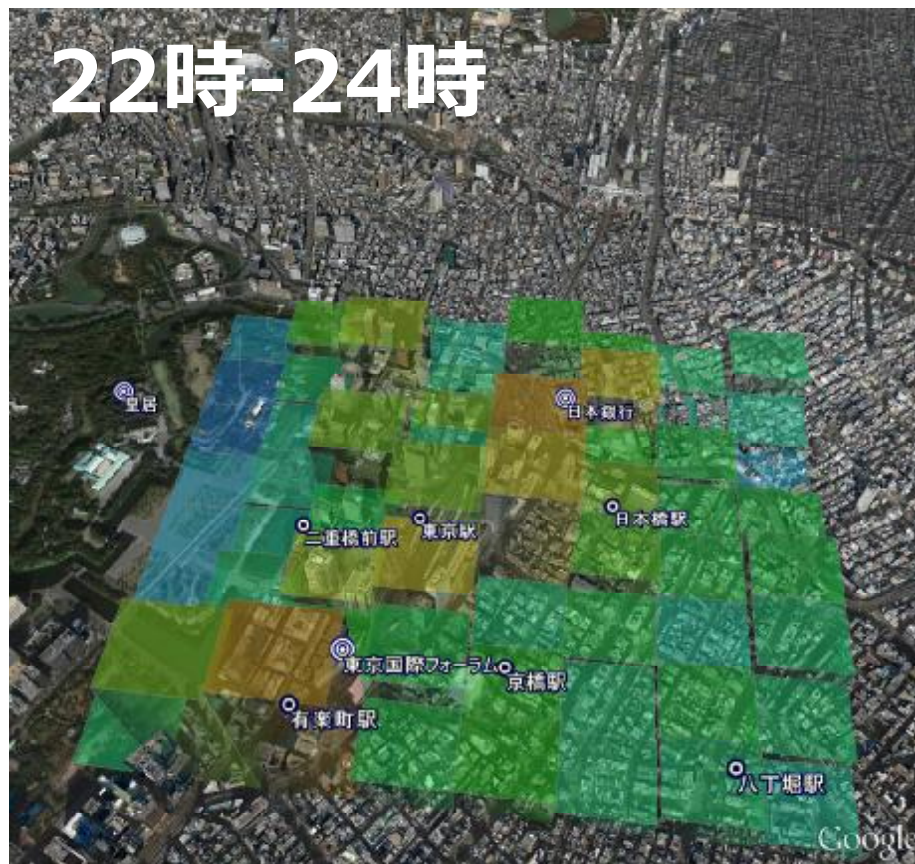 22時-24時
皇居
日本銀行
日本橋駅
東京駅
二重橋前駅
東京国際フォーラム
京橋駅
有楽町駅
八丁堀駅
Google